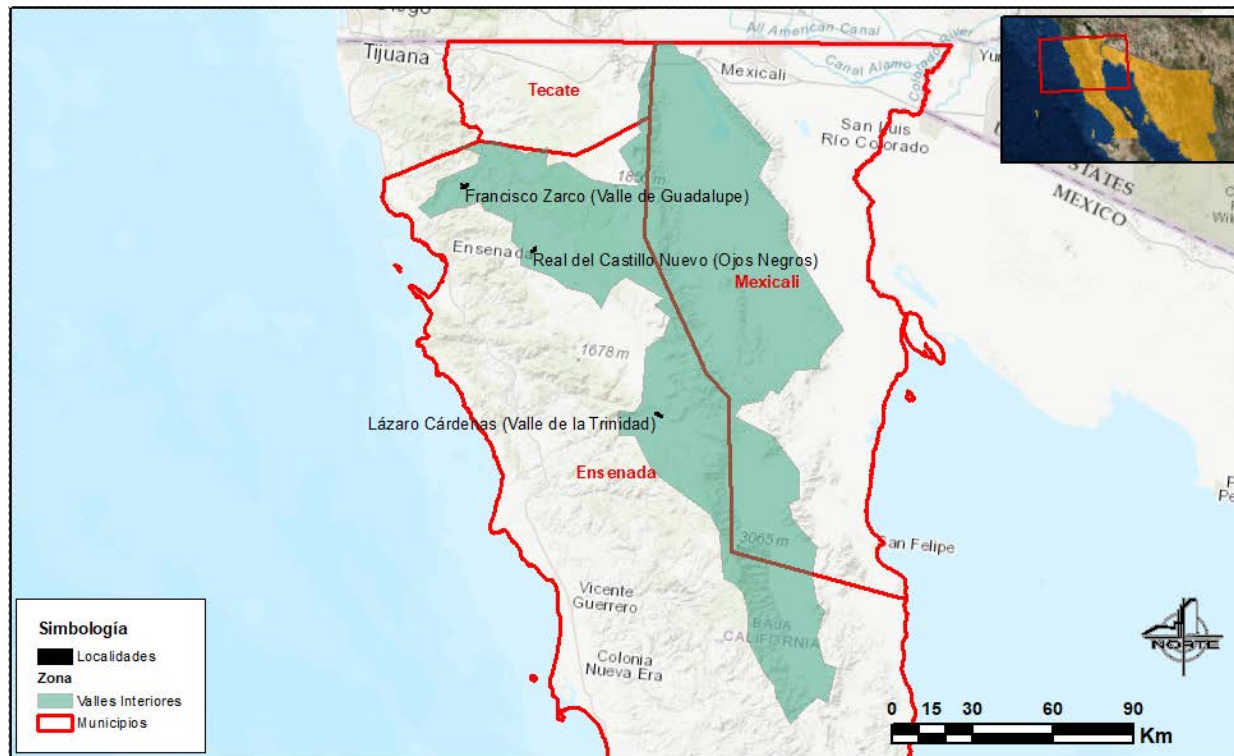 Tijuana
Tecate
All American Canal
Colorado River
Mexicali
Canal Alamo
San Luis
Río Colorado
STATES
MEXICO
Francisco Zarco (Valle de Guadalupe)
Ensenada
Real del Castillo Nuevo (Ojos Negros)
Mexicali
1678 m
Lázaro Cárdenas (Valle de la Trinidad)
Ensenada
3065 m
San Felipe
Vicente
Guerrero
BAJA
CALIFORNIA
Colonia
Nueva Era
Simbología
Localidades
Zona
Valles Interiores
Municipios
NORTE
0 15 30 60 90
Km